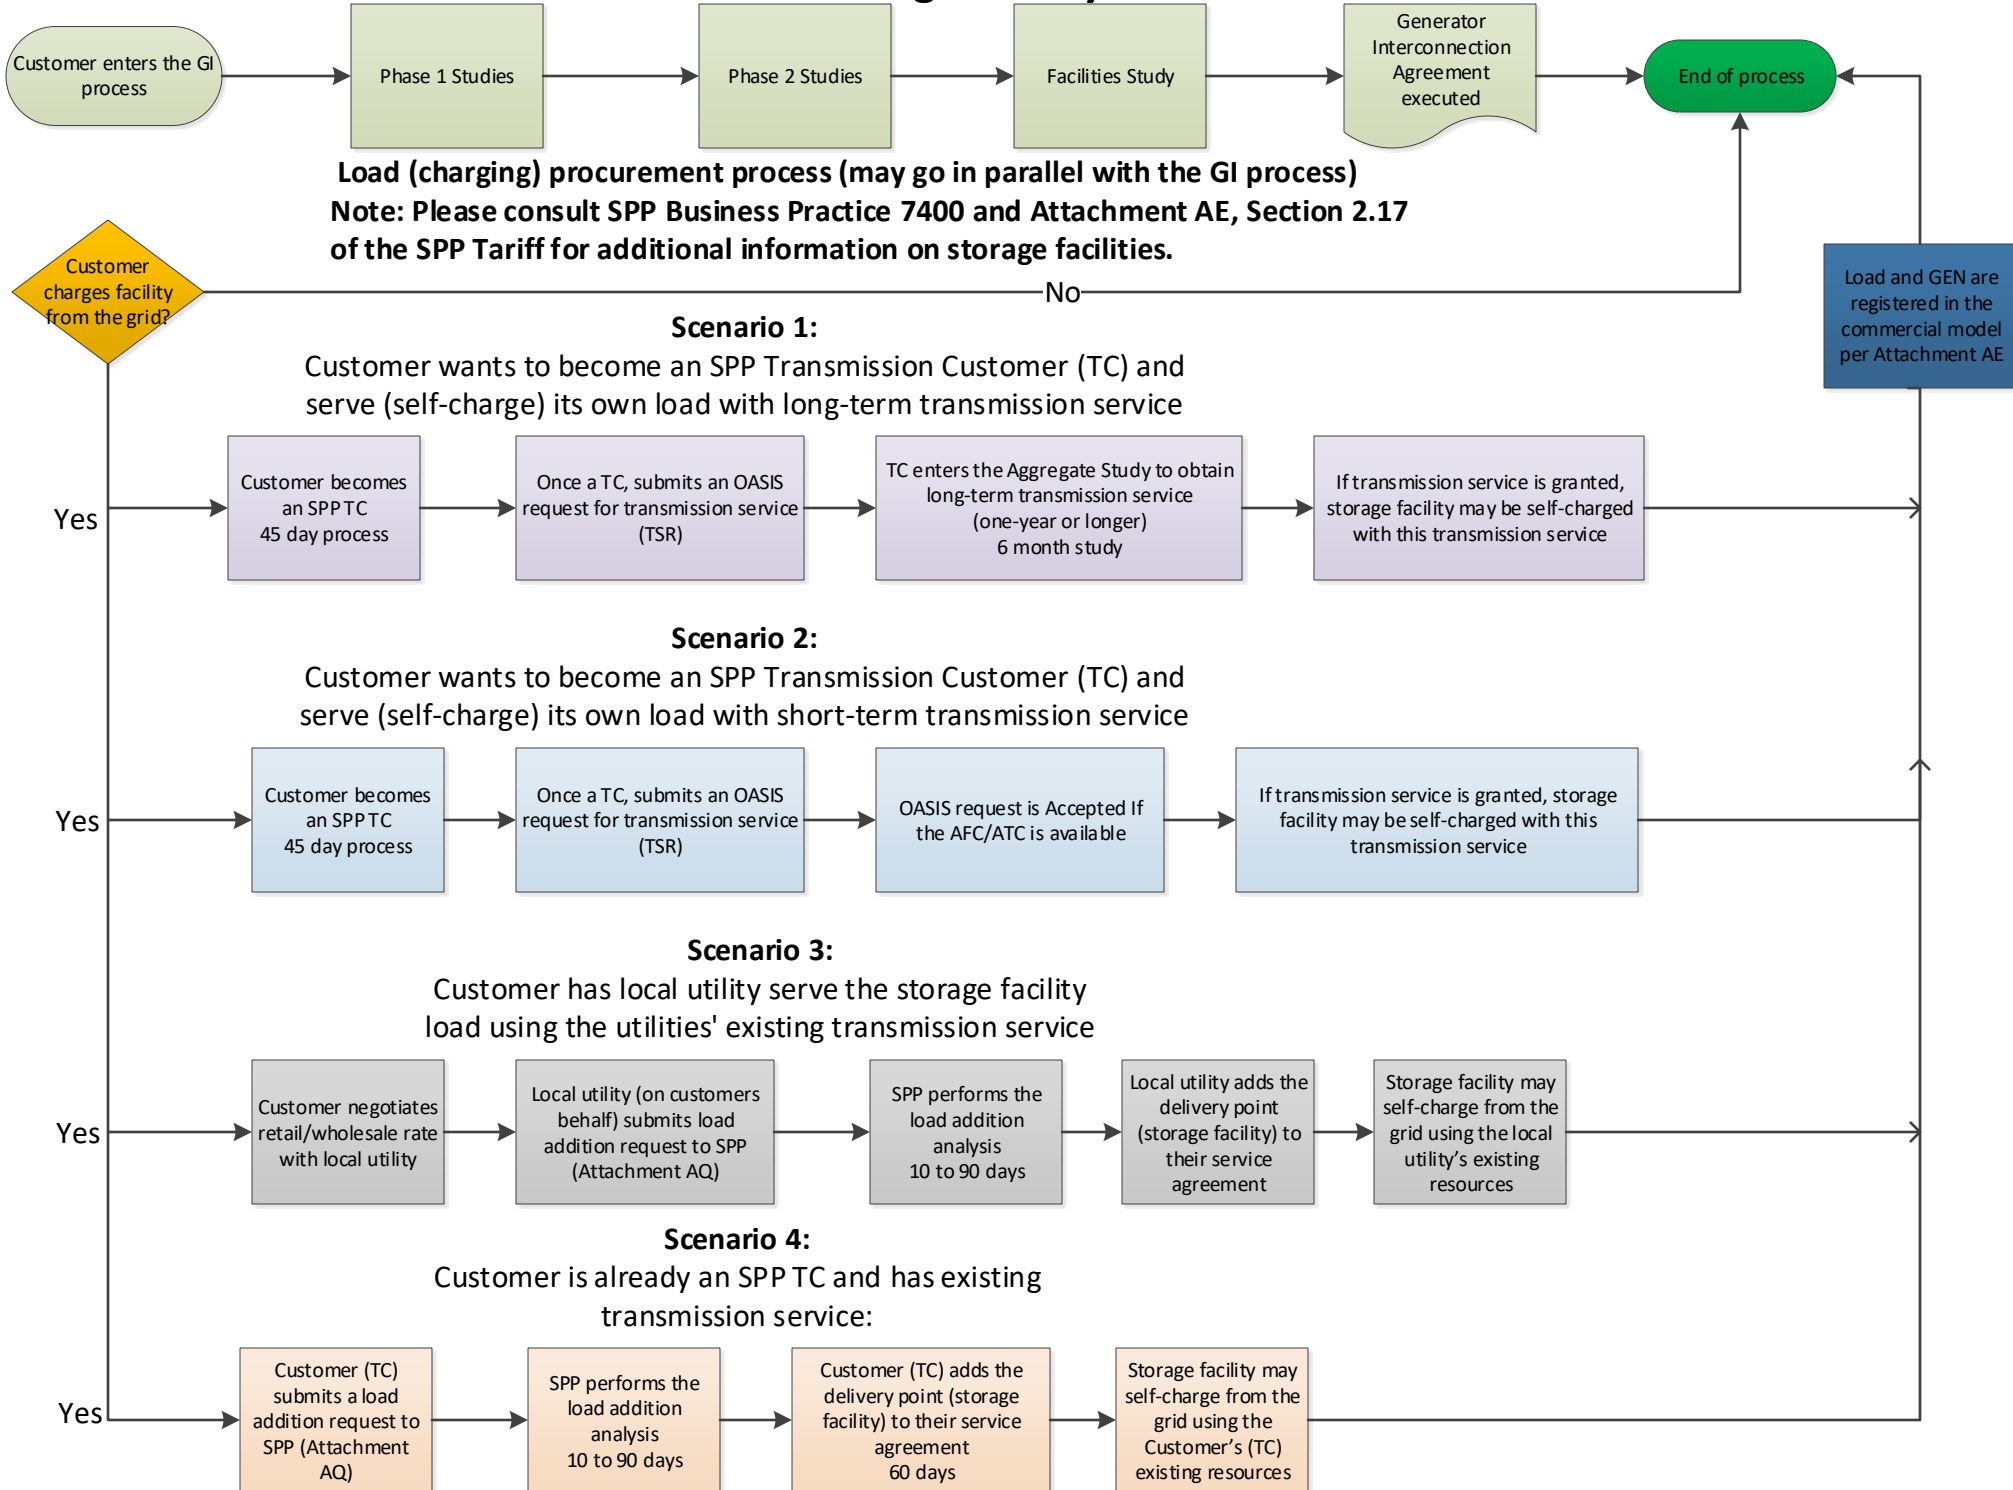 Customer enters the GI
process
Phase 1 Studies
Phase 2 Studies
Facilities Study
Generator
Interconnection
Agreement
executed
End of process
Load (charging) procurement process (may go in parallel with the GI process)
Note: Please consult SPP Business Practice 7400 and Attachment AE, Section 2.17
of the SPP Tariff for additional information on storage facilities.
Customer
charges facility
from the grid?
No
Load and GEN are
registered in the
commercial model
per Attachment AE
Scenario 1:
Customer wants to become an SPP Transmission Customer (TC) and
serve (self-charge) its own load with long-term transmission service
Yes
Customer becomes
an SPP TC
45 day process
Once a TC, submits an OASIS
request for transmission service
(TSR)
TC enters the Aggregate Study to obtain
long-term transmission service
(one-year or longer)
6 month study
If transmission service is granted,
storage facility may be self-charged
with this transmission service
Scenario 2:
Customer wants to become an SPP Transmission Customer (TC) and
serve (self-charge) its own load with short-term transmission service
Yes
Customer becomes
an SPP TC
45 day process
Once a TC, submits an OASIS
request for transmission service
(TSR)
OASIS request is Accepted If
the AFC/ATC is available
If transmission service is granted, storage
facility may be self-charged with this
transmission service
Scenario 3:
Customer has local utility serve the storage facility
load using the utilities' existing transmission service
Yes
Customer negotiates
retail/wholesale rate
with local utility
Local utility (on customers
behalf) submits load
addition request to SPP
(Attachment AQ)
SPP performs the
load addition
analysis
10 to 90 days
Local utility adds the
delivery point
(storage facility) to
their service
agreement
Storage facility may
self-charge from the
grid using the local
utility’s existing
resources
Scenario 4:
Customer is already an SPP TC and has existing
transmission service:
Yes
Customer (TC)
submits a load
addition request to
SPP (Attachment
AQ)
SPP performs the
load addition
analysis
10 to 90 days
Customer (TC) adds the
delivery point (storage
facility) to their service
agreement
60 days
Storage facility may
self-charge from the
grid using the
Customer’s (TC)
existing resources